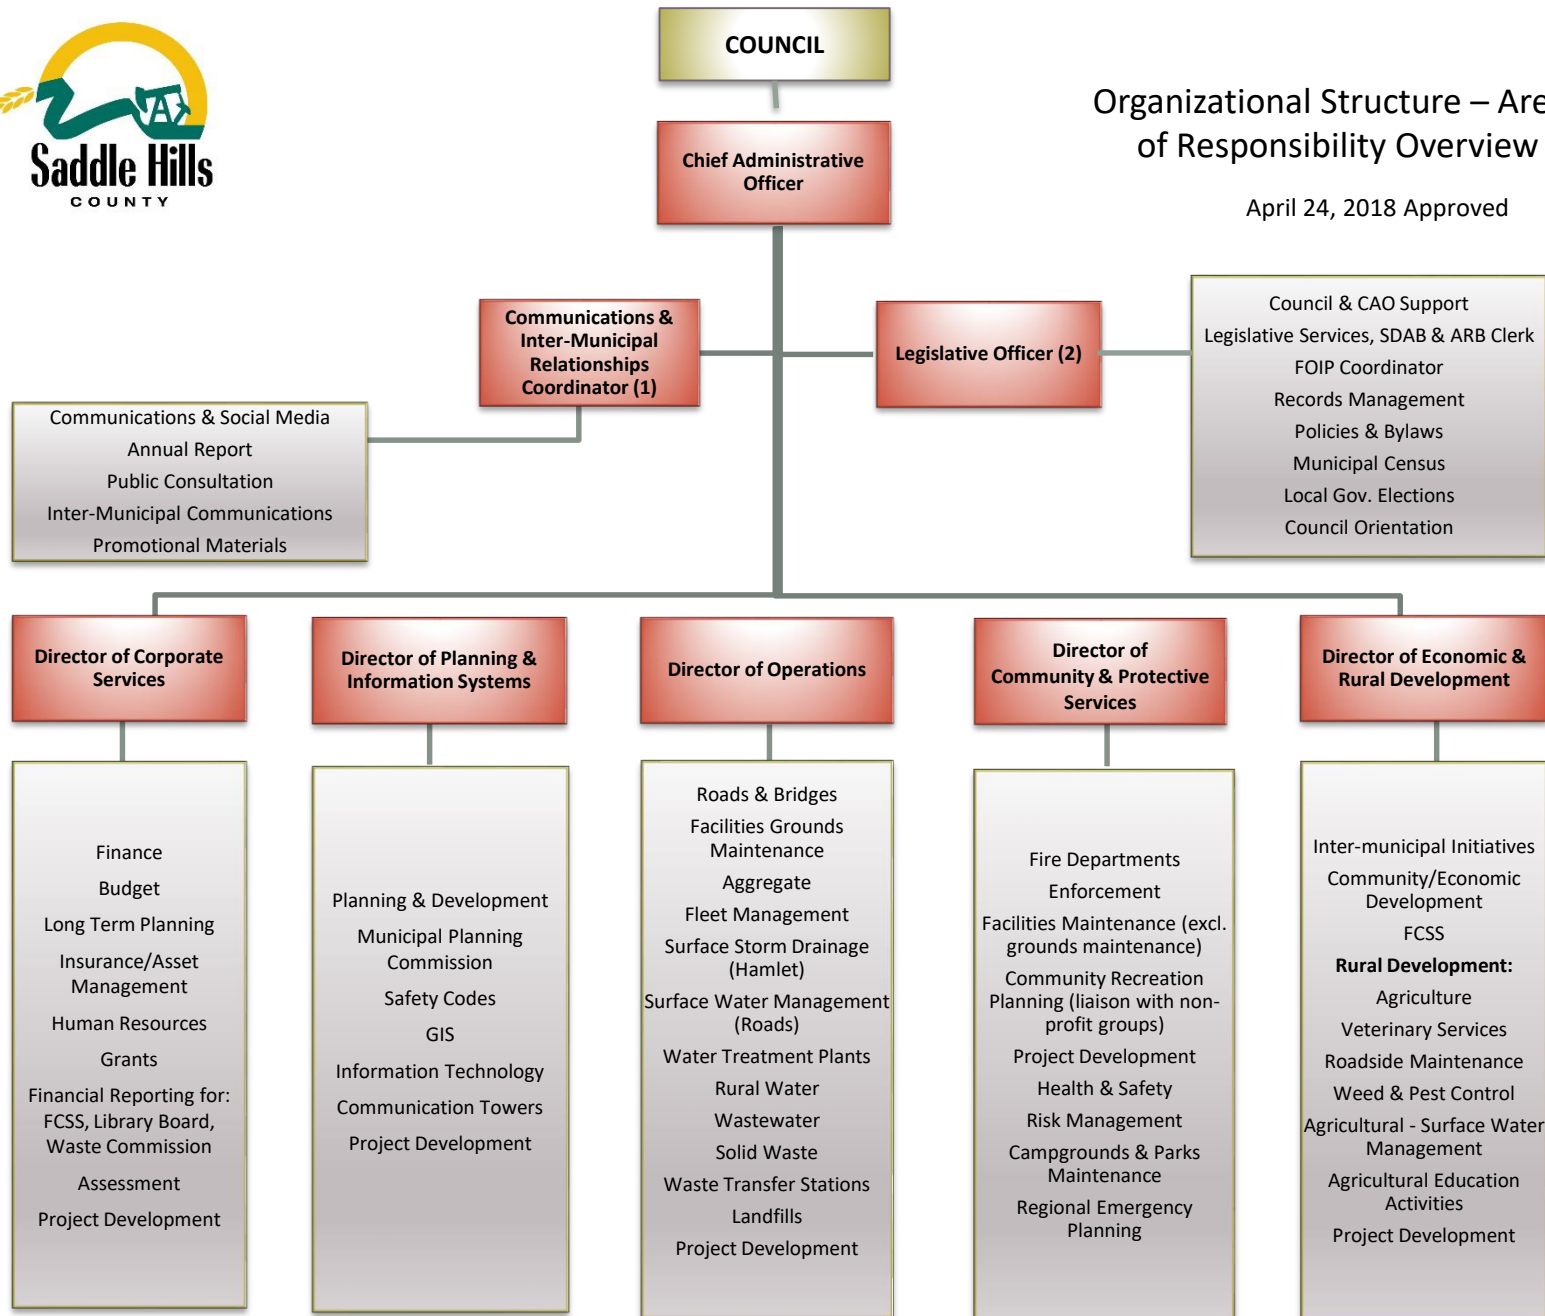 Saddle Hills
COUNTY
COUNCIL
Organizational Structure – Are
of Responsibility Overview
April 24, 2018 Approved
Chief Administrative
Officer
Communications &
Inter-Municipal
Relationships
Coordinator (1)
Legislative Officer (2)
Council & CAO Support
Legislative Services, SDAB & ARB Clerk
FOIP Coordinator
Records Management
Policies & Bylaws
Municipal Census
Local Gov. Elections
Council Orientation
Communications & Social Media
Annual Report
Public Consultation
Inter-Municipal Communications
Promotional Materials
Director of Corporate
Services
Director of Planning &
Information Systems
Director of Operations
Director of
Community & Protective
Services
Director of Economic &
Rural Development
Finance
Budget
Long Term Planning
Insurance/Asset
Management
Human Resources
Grants
Financial Reporting for:
FCSS, Library Board,
Waste Commission
Assessment
Project Development
Planning & Development
Municipal Planning
Commission
Safety Codes
GIS
Information Technology
Communication Towers
Project Development
Roads & Bridges
Facilities Grounds
Maintenance
Aggregate
Fleet Management
Surface Storm Drainage
(Hamlet)
Surface Water Management
(Roads)
Water Treatment Plants
Rural Water
Wastewater
Solid Waste
Waste Transfer Stations
Landfills
Project Development
Fire Departments
Enforcement
Facilities Maintenance (excl.
grounds maintenance)
Community Recreation
Planning (liaison with non-
profit groups)
Project Development
Health & Safety
Risk Management
Campgrounds & Parks
Maintenance
Regional Emergency
Planning
Inter-municipal Initiatives
Community/Economic
Development
FCSS
Rural Development:
Agriculture
Veterinary Services
Roadside Maintenance
Weed & Pest Control
Agricultural - Surface Water
Management
Agricultural Education
Activities
Project Development